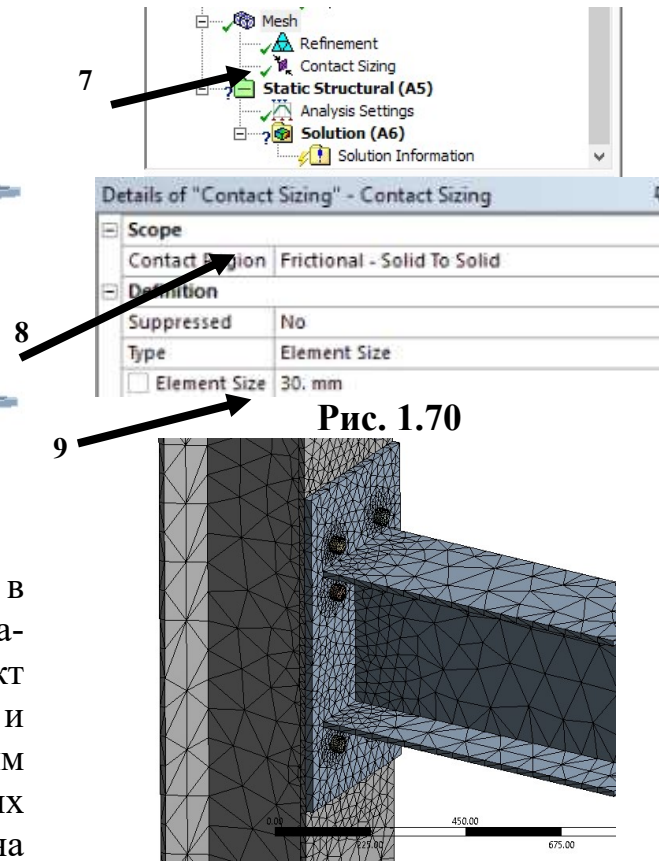 Mesh
Refinement
7
Contact Sizing
Static Structural (A5)
Analysis Settings
Solution (A6)
Solution Information
Details of "Contact Sizing" - Contact Sizing
Scope
Contact Region Frictional - Solid To Solid
Definition
8
Suppressed No
Type Element Size
Element Size 30. mm
Рис. 1.70
9
в
а-
кт
и
им
их
на
0.00 450.00
225.00 675.00